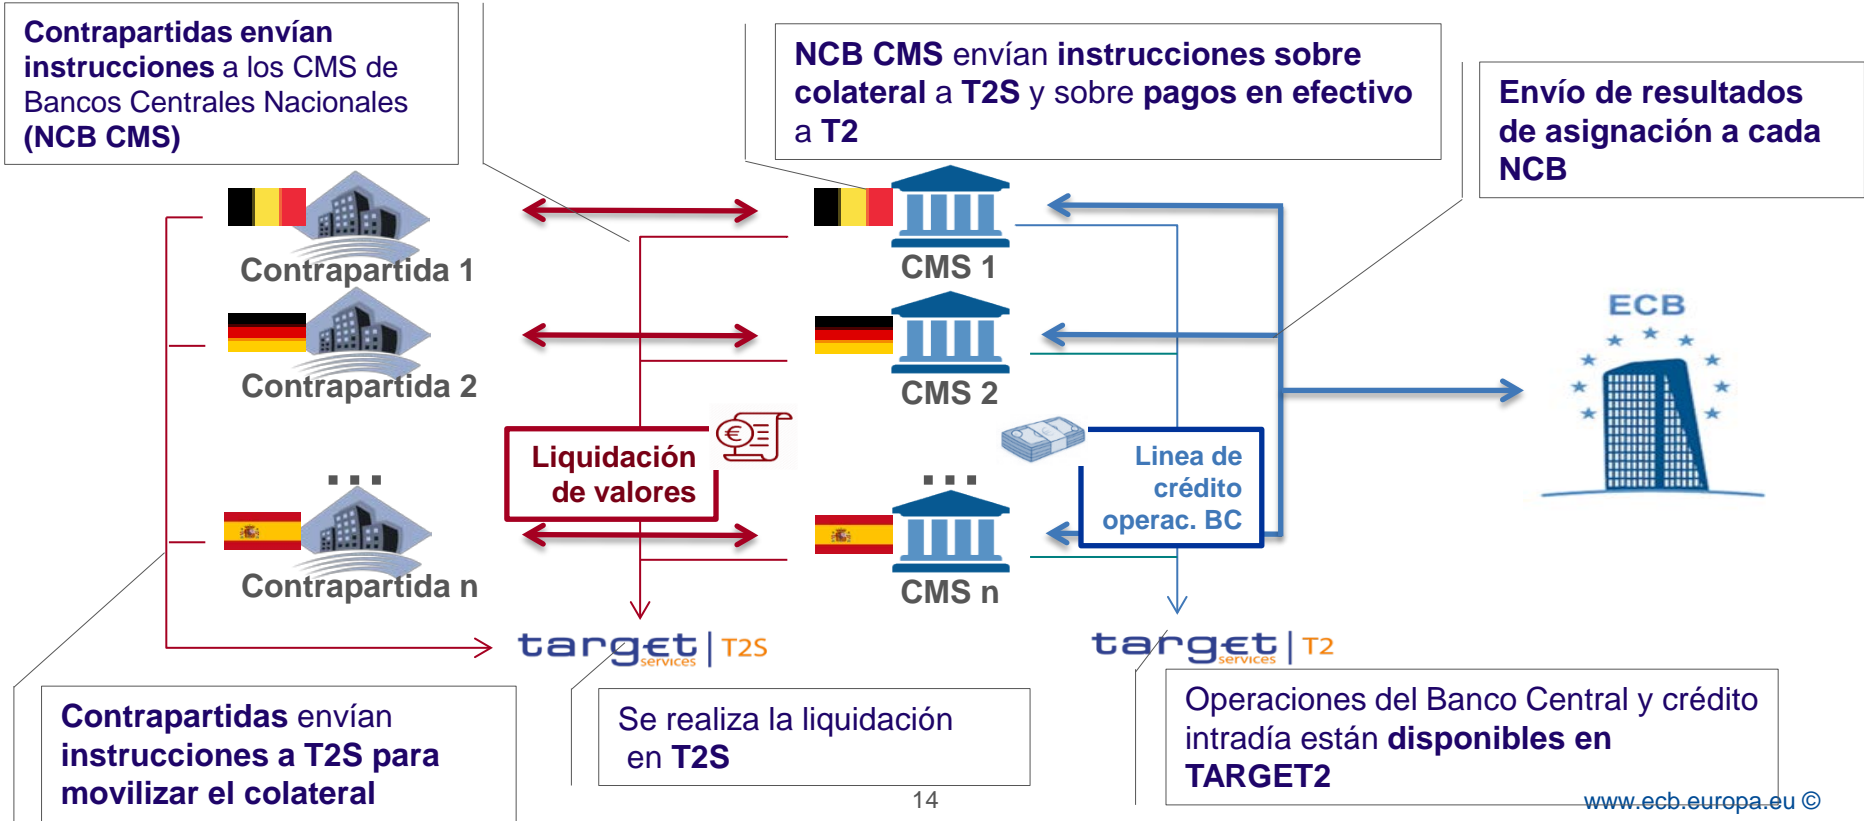 Contrapartidas envían
instrucciones a los CMS de
Bancos Centrales Nacionales
(NCB CMS)
NCB CMS envían instrucciones sobre
colateral a T2S y sobre pagos en efectivo
a T2
Envío de resultados
de asignación a cada
NCB
Contrapartida 1
CMS 1
ECB
Contrapartida 2
CMS 2
Liquidación
de valores
Linea de
crédito
operac. BC
...
...
Contrapartida n
CMS n
target services | T2S
target services | T2
Contrapartidas envían
instrucciones a T2S para
movilizar el colateral
Se realiza la liquidación
en T2S
Operaciones del Banco Central y crédito
intradía están disponibles en
TARGET2
14
www.ecb.europa.eu ©